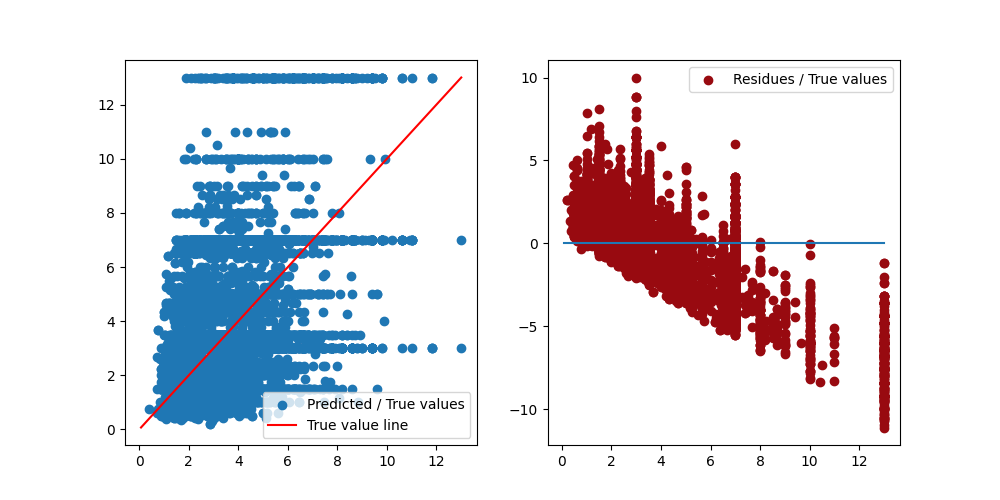 12
10
8
6
4
2
0
0 2 4 6 8 10 12
Predicted / True values
True value line
10
5
0
−5
−10
0 2 4 6 8 10 12
Residues / True values